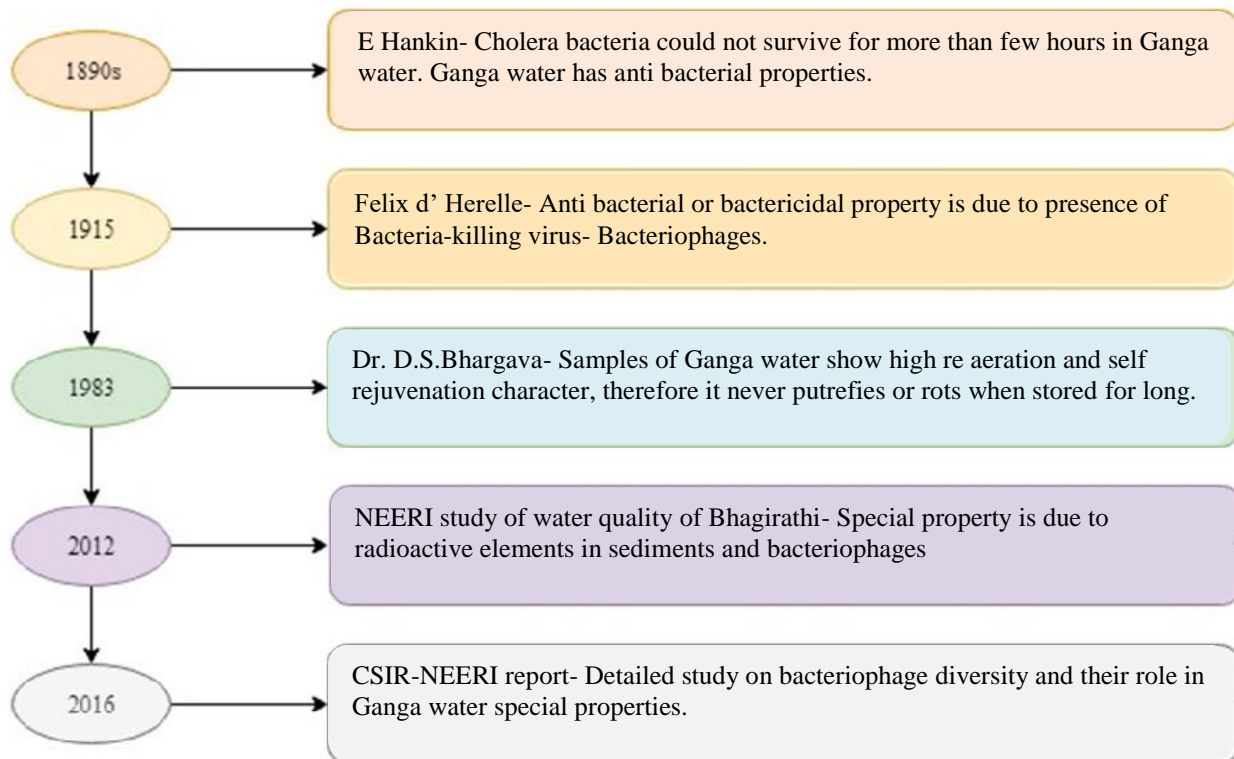 1890s
E Hankin- Cholera bacteria could not survive for more than few hours in Ganga
water. Ganga water has anti bacterial properties.
1915
Felix d’ Herelle- Anti bacterial or bactericidal property is due to presence of
Bacteria-killing virus- Bacteriophages.
1983
Dr. D.S.Bhargava- Samples of Ganga water show high re aeration and self
rejuvenation character, therefore it never putrefies or rots when stored for long.
2012
NEERI study of water quality of Bhagirathi- Special property is due to
radioactive elements in sediments and bacteriophages
2016
CSIR-NEERI report- Detailed study on bacteriophage diversity and their role in
Ganga water special properties.